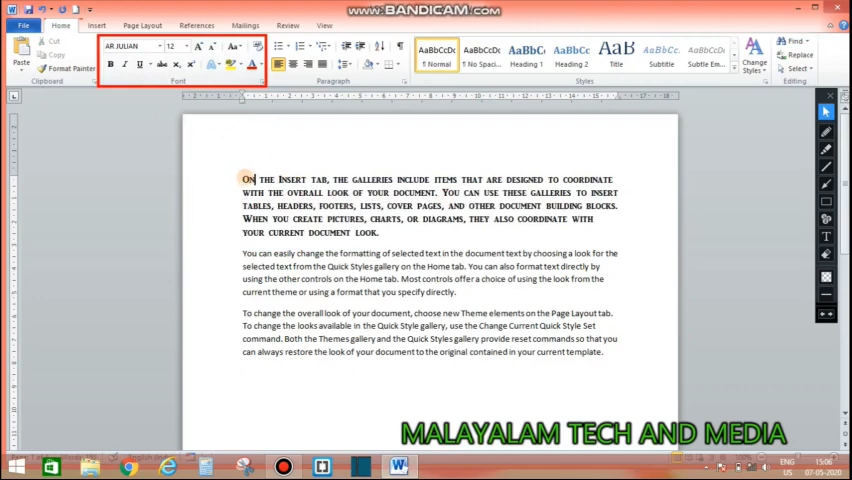 www.BANDICAM.com
File Home Insert Page Layout References Mailings Review View
Cut
Copy
Format Painter
Paste
AR JULIAN 12
AaBbCcDc AaBbCcDc AaBbCc AaBbCc AaB AaBbCc. AaBbCcDc
¶ Normal ¶ No Spaci... Heading 1 Heading 2 Title Subtitle Subtle Em...
Change Styles
Find
Replace
Select
Clipboard Font Paragraph Styles Editing
On the Insert tab, the galleries include items that are designed to coordinate
with the overall look of your document. You can use these galleries to insert
tables, headers, footers, lists, cover pages, and other document building blocks.
When you create pictures, charts, or diagrams, they also coordinate with
your current document look.
You can easily change the formatting of selected text in the document text by choosing a look for the
selected text from the Quick Styles gallery on the Home tab. You can also format text directly by
using the other controls on the Home tab. Most controls offer a choice of using the look from the
current theme or using a format that you specify directly.
To change the overall look of your document, choose new Theme elements on the Page Layout tab.
To change the looks available in the Quick Style gallery, use the Change Current Quick Style Set
command. Both the Themes gallery and the Quick Styles gallery provide reset commands so that you
can always restore the look of your document to the original contained in your current template.
MALAYALAM TECH AND MEDIA
ENG 15:06
US 07-05-2020